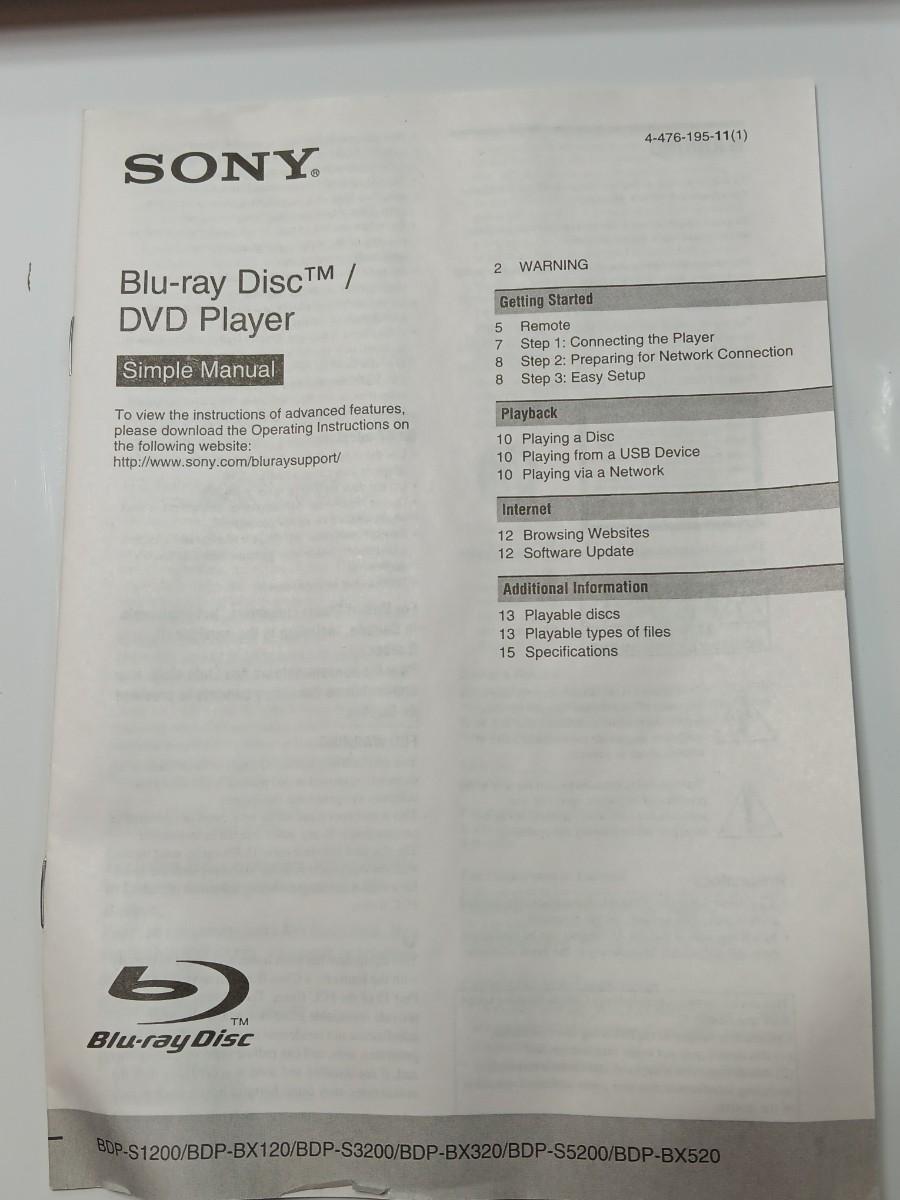 4-476-195-11(1)
SONY®
Blu-ray Disc™ /
DVD Player
Simple Manual
To view the instructions of advanced features,
please download the Operating Instructions on
the following website:
http://www.sony.com/bluraysupport/
2 WARNING
Getting Started
5 Remote
7 Step 1: Connecting the Player
8 Step 2: Preparing for Network Connection
8 Step 3: Easy Setup
Playback
10 Playing a Disc
10 Playing from a USB Device
10 Playing via a Network
Internet
12 Browsing Websites
12 Software Update
Additional Information
13 Playable discs
13 Playable types of files
15 Specifications
Blu-ray Disc™
BDP-S1200/BDP-BX120/BDP-S3200/BDP-BX320/BDP-S5200/BDP-BX520